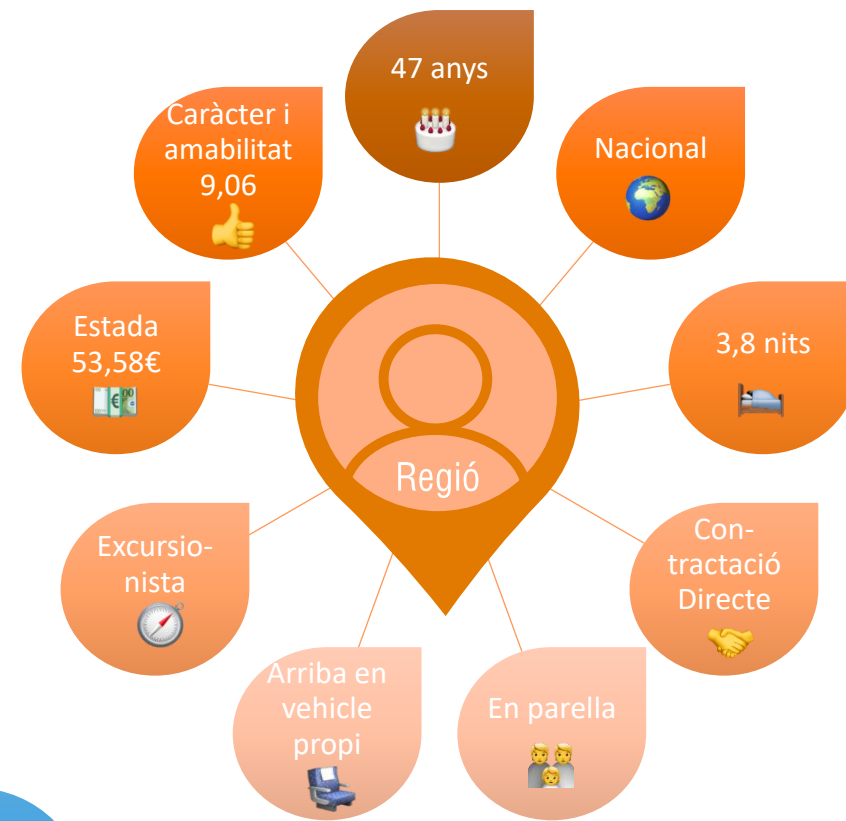 47 anys
Nacional
3,8 nits
Con-
tractació
Directe
En parella
Arriba en
vehicle
propi
Excursio-
nista
Estada
53,58€
Caràcter i
amabilitat
9,06
Regió